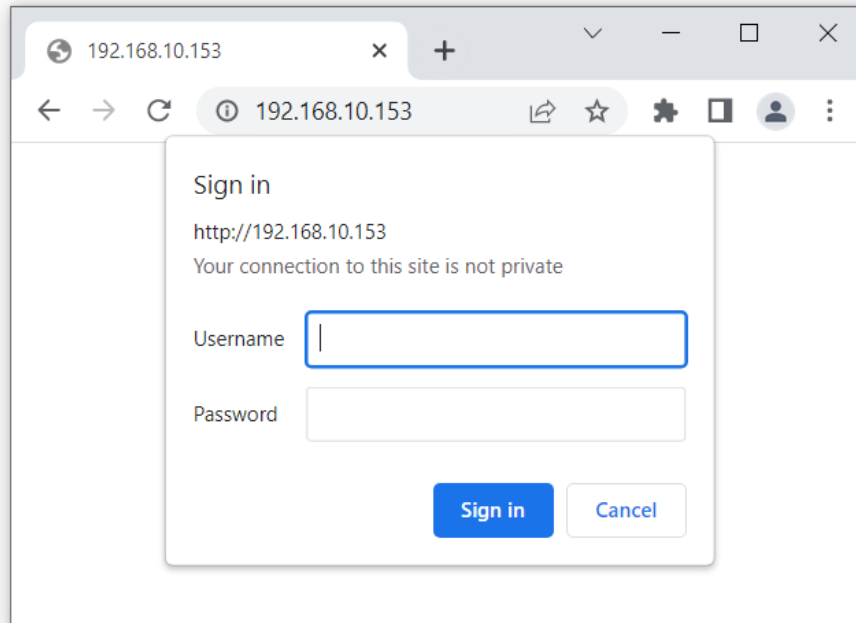 192.168.10.153
192.168.10.153
Sign in
http://192.168.10.153
Your connection to this site is not private
Username
Password
Sign in Cancel